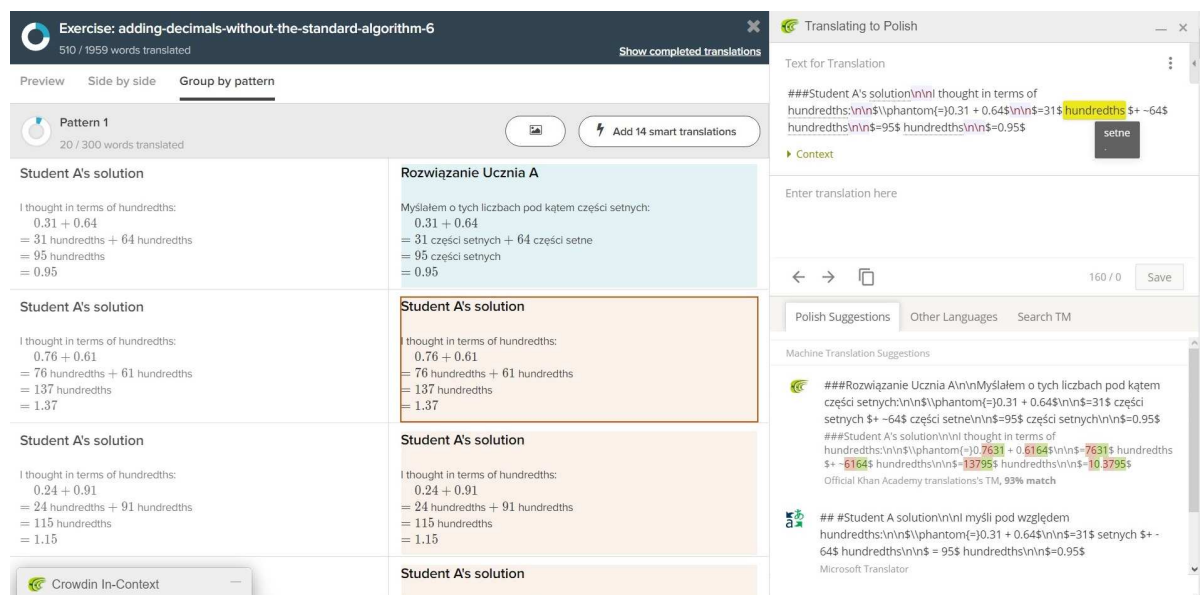 Exercise: adding-decimals-without-the-standard-algorithm-6
510 / 1959 words translated
Show completed translations
Preview Side by side Group by pattern
Pattern 1
20 / 300 words translated
Add 14 smart translations
Student A's solution
I thought in terms of hundredths:
0.31 + 0.64
= 31 hundredths + 64 hundredths
= 95 hundredths
= 0.95
Rozwiązanie Ucznia A
Myślałem o tych liczbach pod kątem części setnych:
0.31 + 0.64
= 31 części setnych + 64 części setne
= 95 części setnych
= 0.95
Student A's solution
I thought in terms of hundredths:
0.76 + 0.61
= 76 hundredths + 61 hundredths
= 137 hundredths
= 1.37
Student A's solution
I thought in terms of hundredths:
0.76 + 0.61
= 76 hundredths + 61 hundredths
= 137 hundredths
= 1.37
Student A's solution
I thought in terms of hundredths:
0.24 + 0.91
= 24 hundredths + 91 hundredths
= 115 hundredths
= 1.15
Student A's solution
I thought in terms of hundredths:
0.24 + 0.91
= 24 hundredths + 91 hundredths
= 115 hundredths
= 1.15
Crowdin In-Context
Student A's solution
Translating to Polish
Text for Translation
###Student A's solution\n\nI thought in terms of
hundredths:\n\n$\\phantom{=}0.31 + 0.64$\n\n$=31$ hundredths $+ ~64$
hundredths\n\n$=95$ hundredths\n\n$=0.95$
setne
Context
Enter translation here
160 / 0 Save
Polish Suggestions Other Languages Search TM
Machine Translation Suggestions
###Rozwiązanie Ucznia A\n\nMyślałem o tych liczbach pod kątem
części setnych:\n\n$\\phantom{=}0.31 + 0.64$\n\n$=31$ części
setnych $+ ~64$ części setne\n\n$=95$ części setnych\n\n$=0.95$
###Student A's solution\n\nI thought in terms of
hundredths:\n\n$\\phantom{=}0.7631 + 0.6164$\n\n$=7631$ hundredths
$+ ~6164$ hundredths\n\n$=13795$ hundredths\n\n$=10.3795$
Official Khan Academy translations's TM, 93% match
## #Student A solution\n\nI myśli pod względem
hundredths:\n\n$\\phantom{=}0.31 + 0.64$\n\n$=31$ setnych $+ -
64$ hundredths\n\n$ = 95$ hundredths\n\n$=0.95$
Microsoft Translator